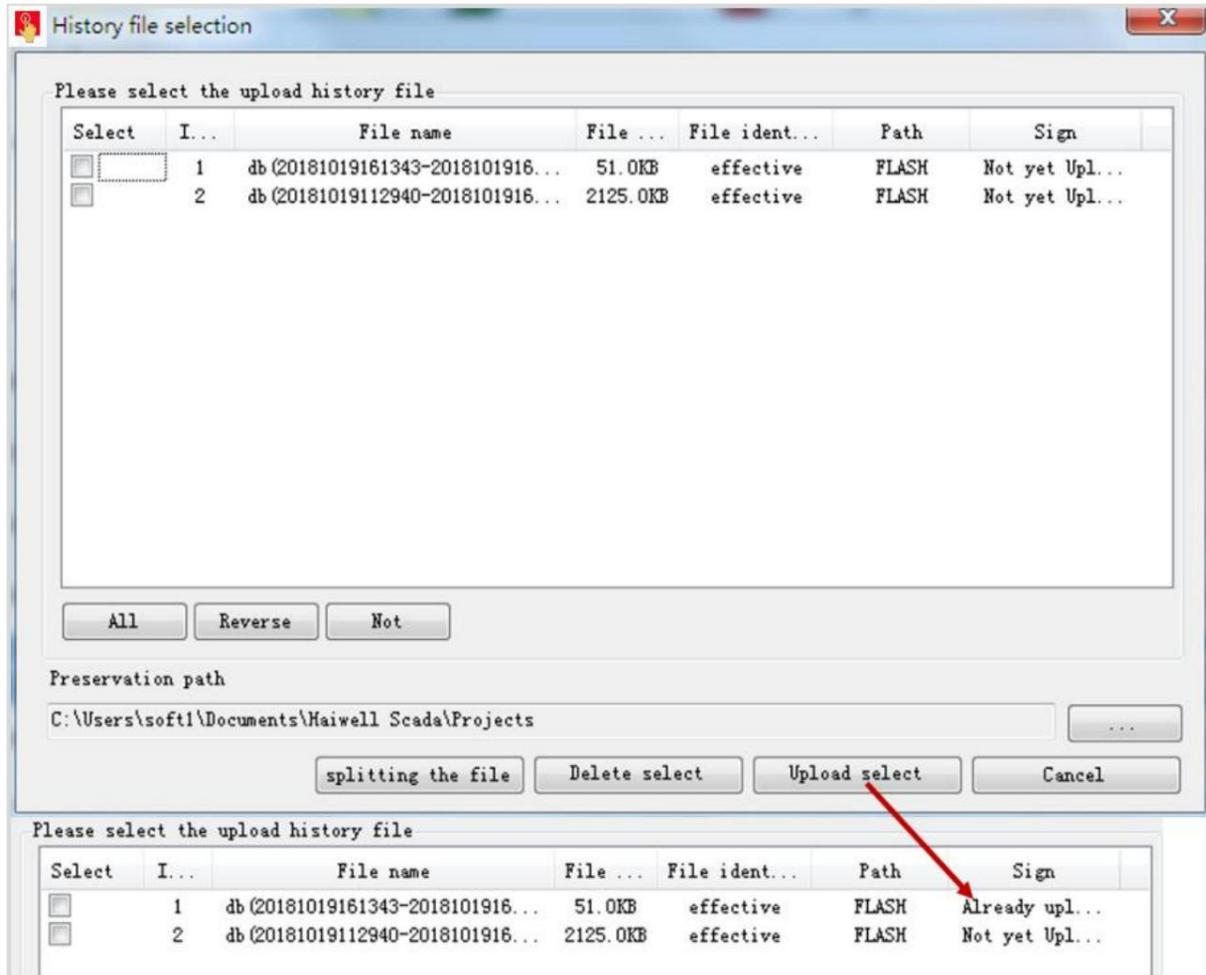 History file selection
Please select the upload history file
Select I... File name File ... File ident... Path Sign
1 db(20181019161343-2018101916... 51.0KB effective FLASH Not yet Upl...
2 db(20181019112940-2018101916... 2125.0KB effective FLASH Not yet Upl...
All Reverse Not
Preservation path
C:\Users\soft1\Documents\Haiwell Scada\Projects ...
splitting the file Delete select Upload select Cancel
Please select the upload history file
Select I... File name File ... File ident... Path Sign
1 db(20181019161343-2018101916... 51.0KB effective FLASH Already upl...
2 db(20181019112940-2018101916... 2125.0KB effective FLASH Not yet Upl...